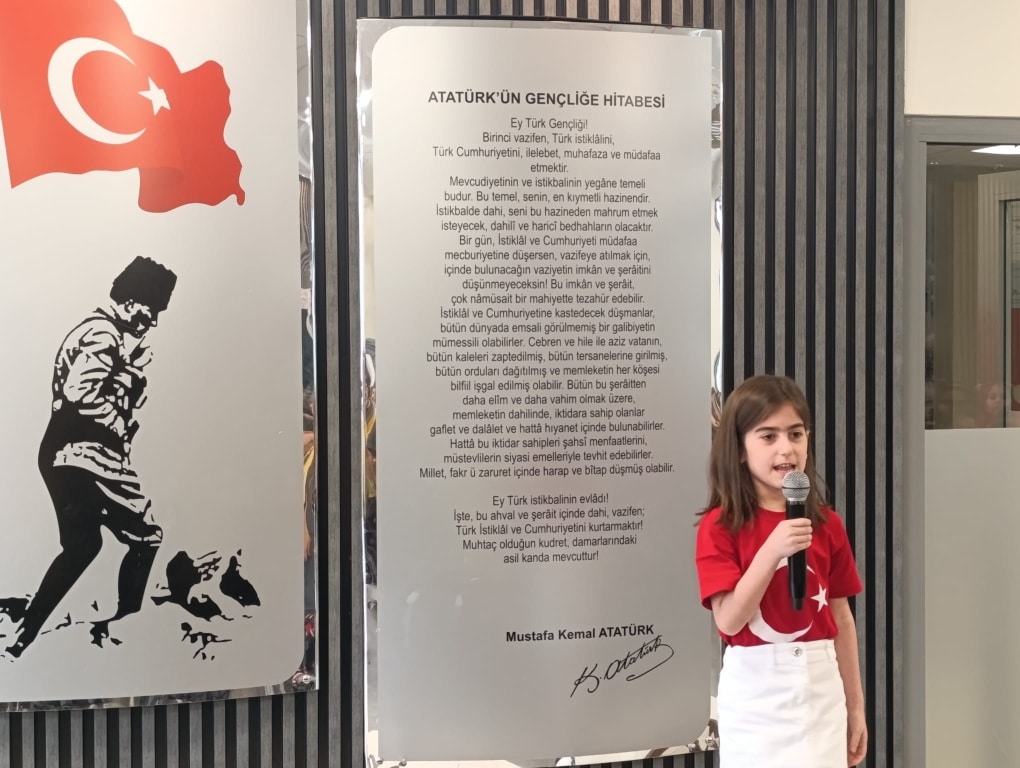 ATATÜRK'ÜN GENÇLİĞE HİTABESİ
Ey Türk Gençliği!
Birinci vazifen, Türk istiklâlini,
Türk Cumhuriyetini, ilelebet, muhafaza ve müdafaa
etmektir.
Mevcudiyetinin ve istikbalinin yegâne temeli
budur. Bu temel, senin, en kıymetli hazinendir.
İstikbalde dahi, seni bu hazineden mahrum etmek
isteyecek, dahilî ve haricî bedhahların olacaktır.
Bir gün, İstiklâl ve Cumhuriyeti müdafaa
mecburiyetine düşersen, vazifeye atılmak için,
içinde bulunacağın vaziyetin imkân ve şerâitini
düşünmeyeceksin! Bu imkân ve şerâit,
çok nâmüsait bir mahiyette tezahür edebilir.
İstiklâl ve Cumhuriyetine kastedecek düşmanlar,
bütün dünyada emsali görülmemiş bir galibiyetin
mümessili olabilirler. Cebren ve hile ile aziz vatanın,
bütün kaleleri zaptedilmiş, bütün tersanelerine girilmiş,
bütün orduları dağıtılmış ve memleketin her köşesi
bilfiil işgal edilmiş olabilir. Bütün bu şerâitten
daha elîm ve daha vahim olmak üzere,
memleketin dahilinde, iktidara sahip olanlar
gaflet ve dalâlet ve hattâ hıyanet içinde bulunabilirler.
Hattâ bu iktidar sahipleri şahsî menfaatlerini,
müstevlilerin siyasi emelleriyle tevhit edebilirler.
Millet, fakr ü zaruret içinde harap ve bîtap düşmüş olabilir.
Ey Türk istikbalinin evlâdı!
İşte, bu ahval ve şerâit içinde dahi, vazifen;
Türk İstiklâl ve Cumhuriyetini kurtarmaktır!
Muhtaç olduğun kudret, damarlarındaki
asil kanda mevcuttur!
Mustafa Kemal ATATÜRK
K. Atatürk